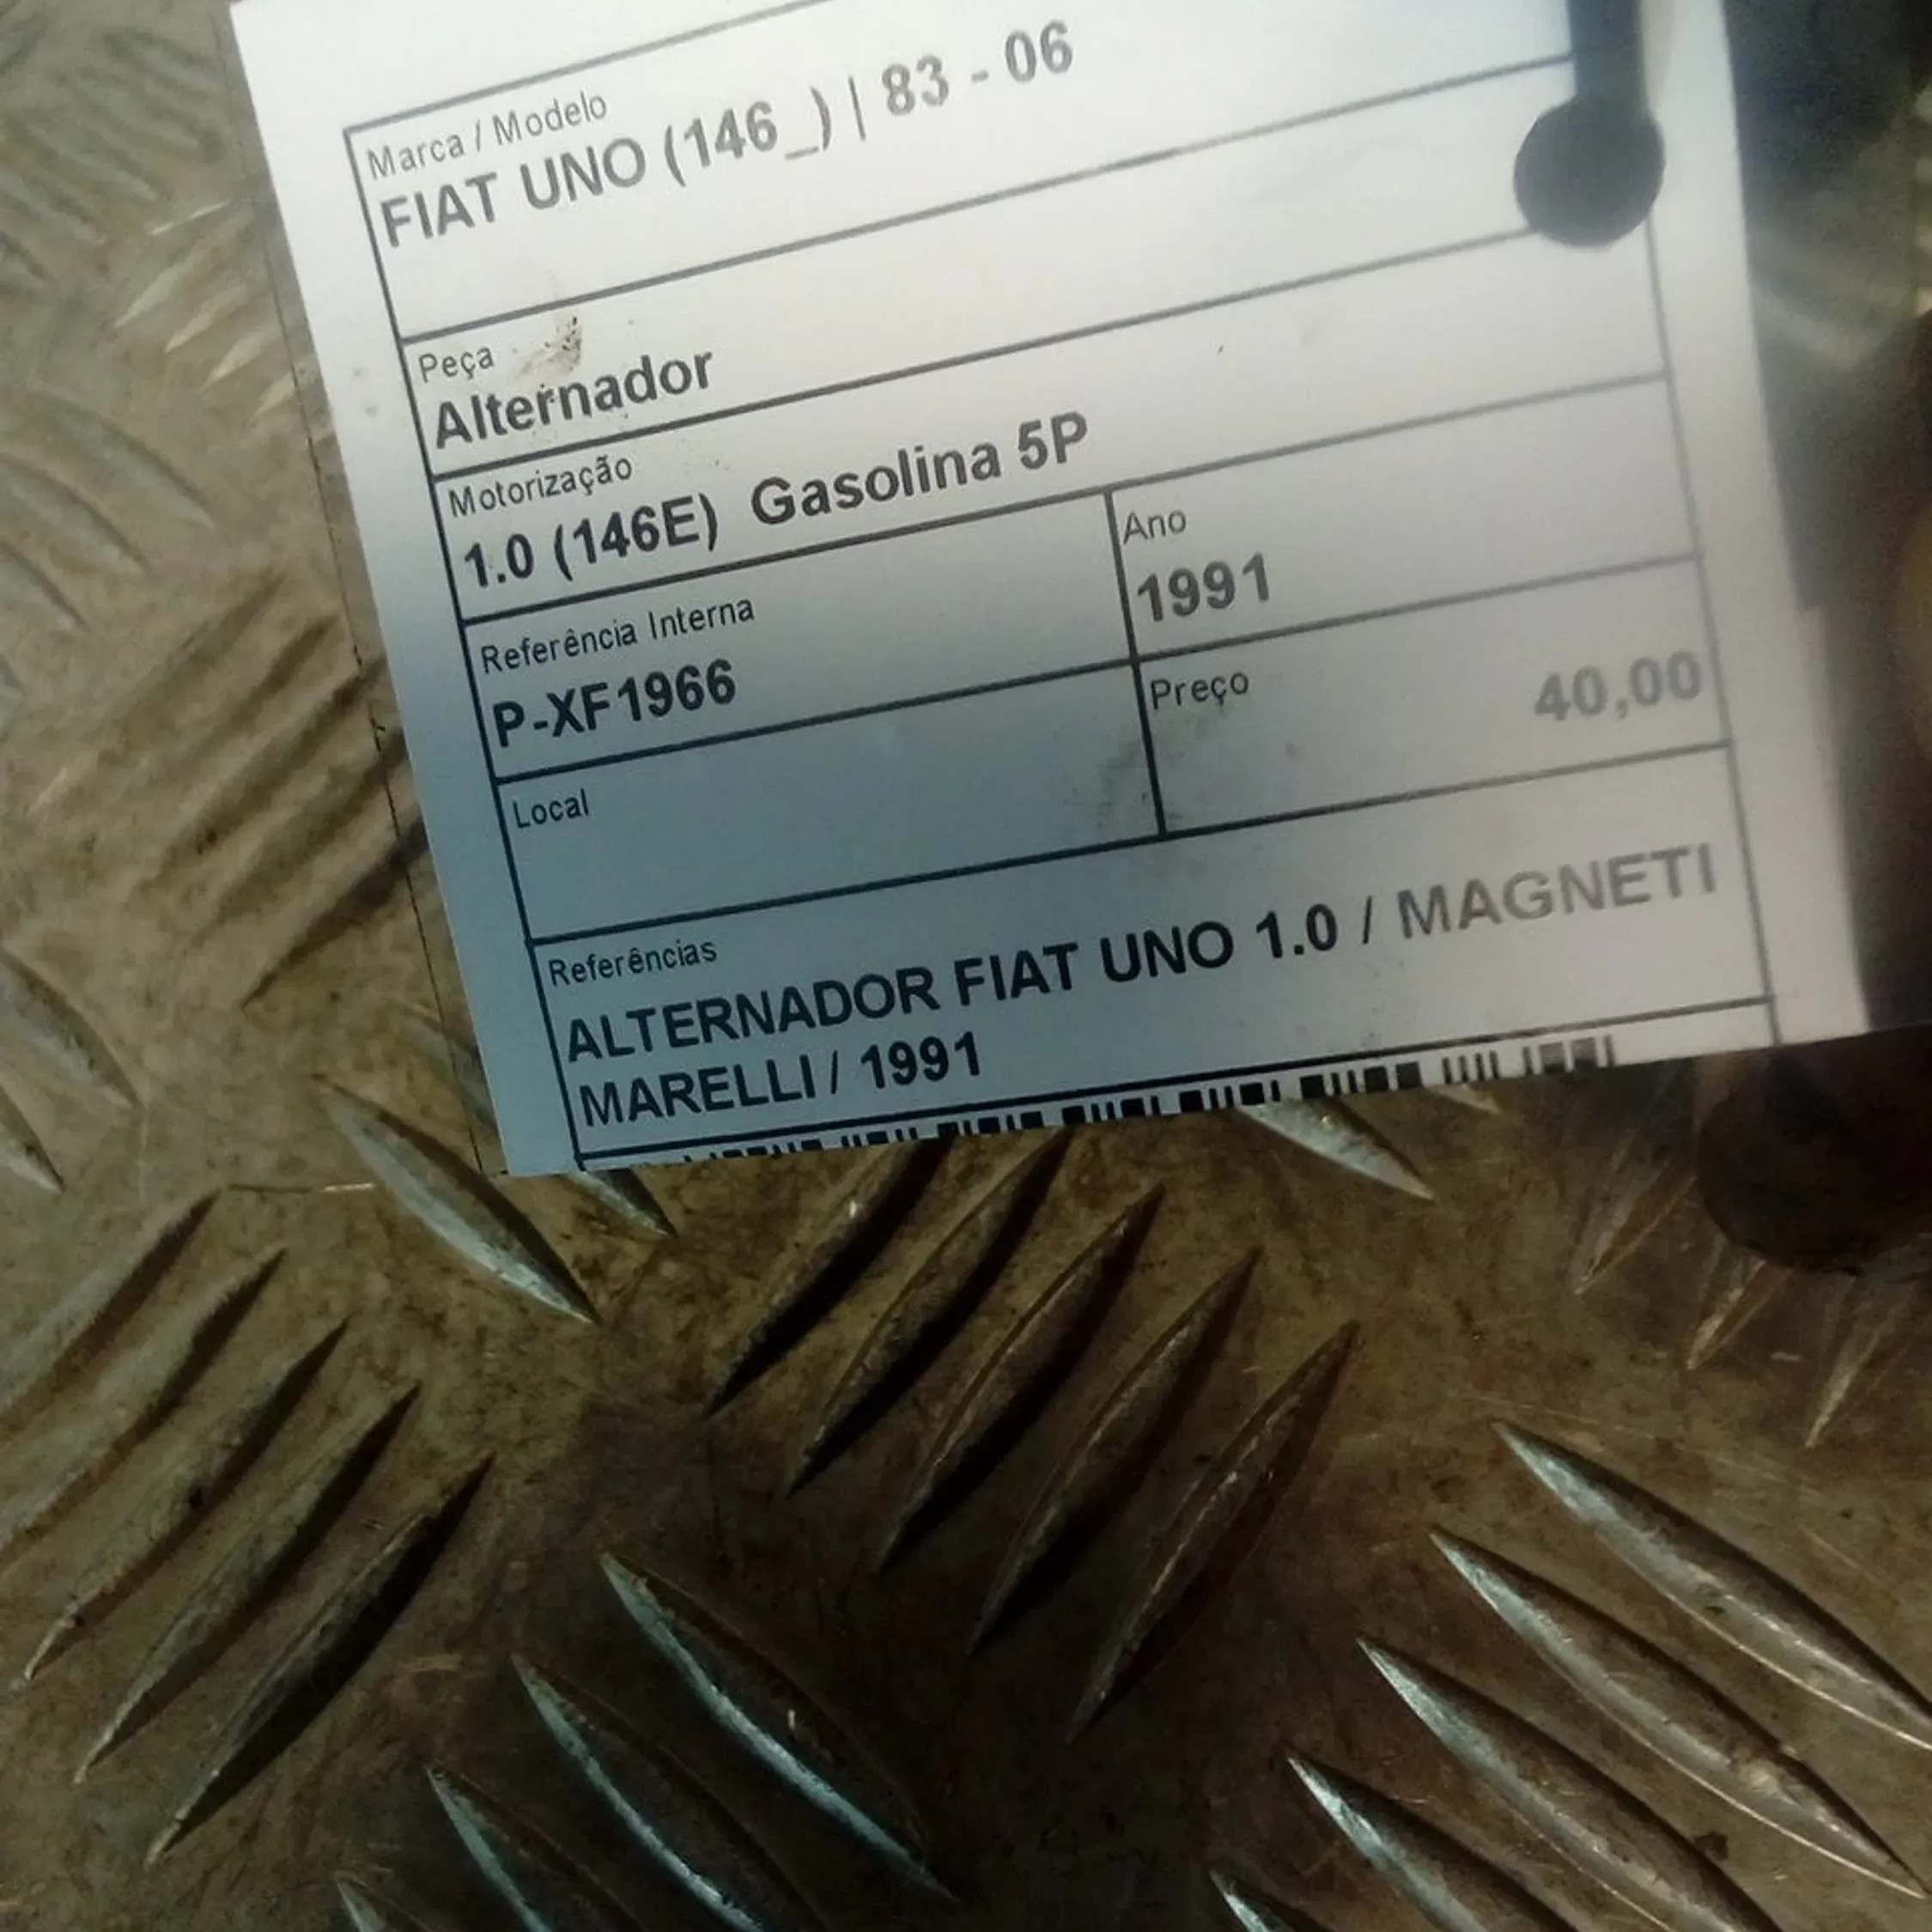 Marca / Modelo
FIAT UNO (146_) | 83 - 06
Peça
Alternador
Motorização
1.0 (146E) Gasolina 5P
Referência Interna
P-XF1966
Ano
1991
Local
Preço
40,00
Referências
ALTERNADOR FIAT UNO 1.0 / MAGNETI
MARELLI / 1991